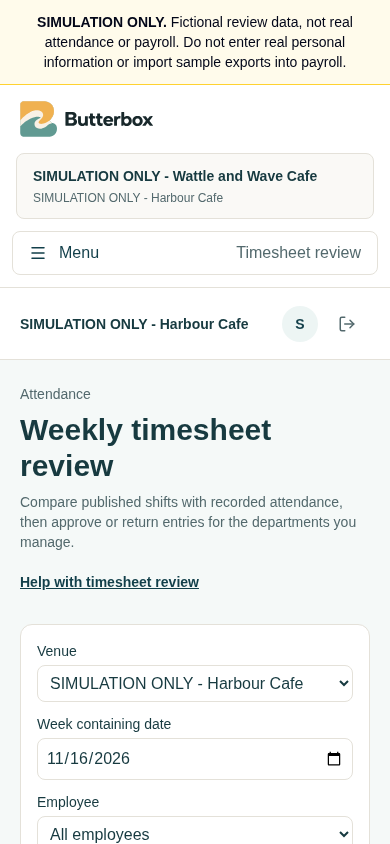 SIMULATION ONLY. Fictional review data, not real
attendance or payroll. Do not enter real personal
information or import sample exports into payroll.
Butterbox
SIMULATION ONLY - Wattle and Wave Cafe
SIMULATION ONLY - Harbour Cafe
Menu Timesheet review
SIMULATION ONLY - Harbour Cafe S
Attendance
Weekly timesheet
review
Compare published shifts with recorded attendance,
then approve or return entries for the departments you
manage.
Help with timesheet review
Venue
SIMULATION ONLY - Harbour Cafe
Week containing date
11/16/2026
Employee
All employees